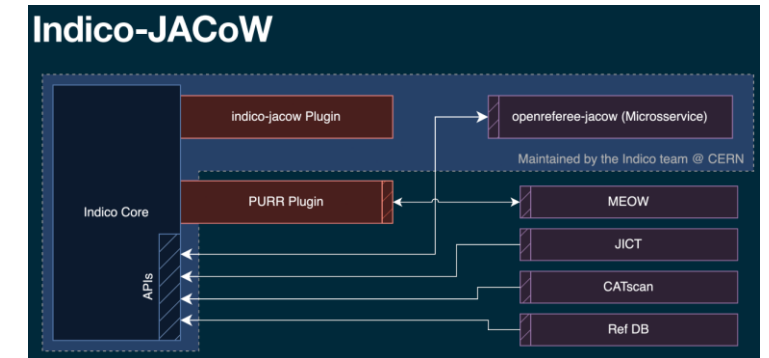 Indico-JACoW
indico-jacow Plugin
openreferee-jacow (Microsservice)
Maintained by the Indico team @ CERN
PURR Plugin
MEOW
Indico Core
JICT
APIs
CATscan
Ref DB